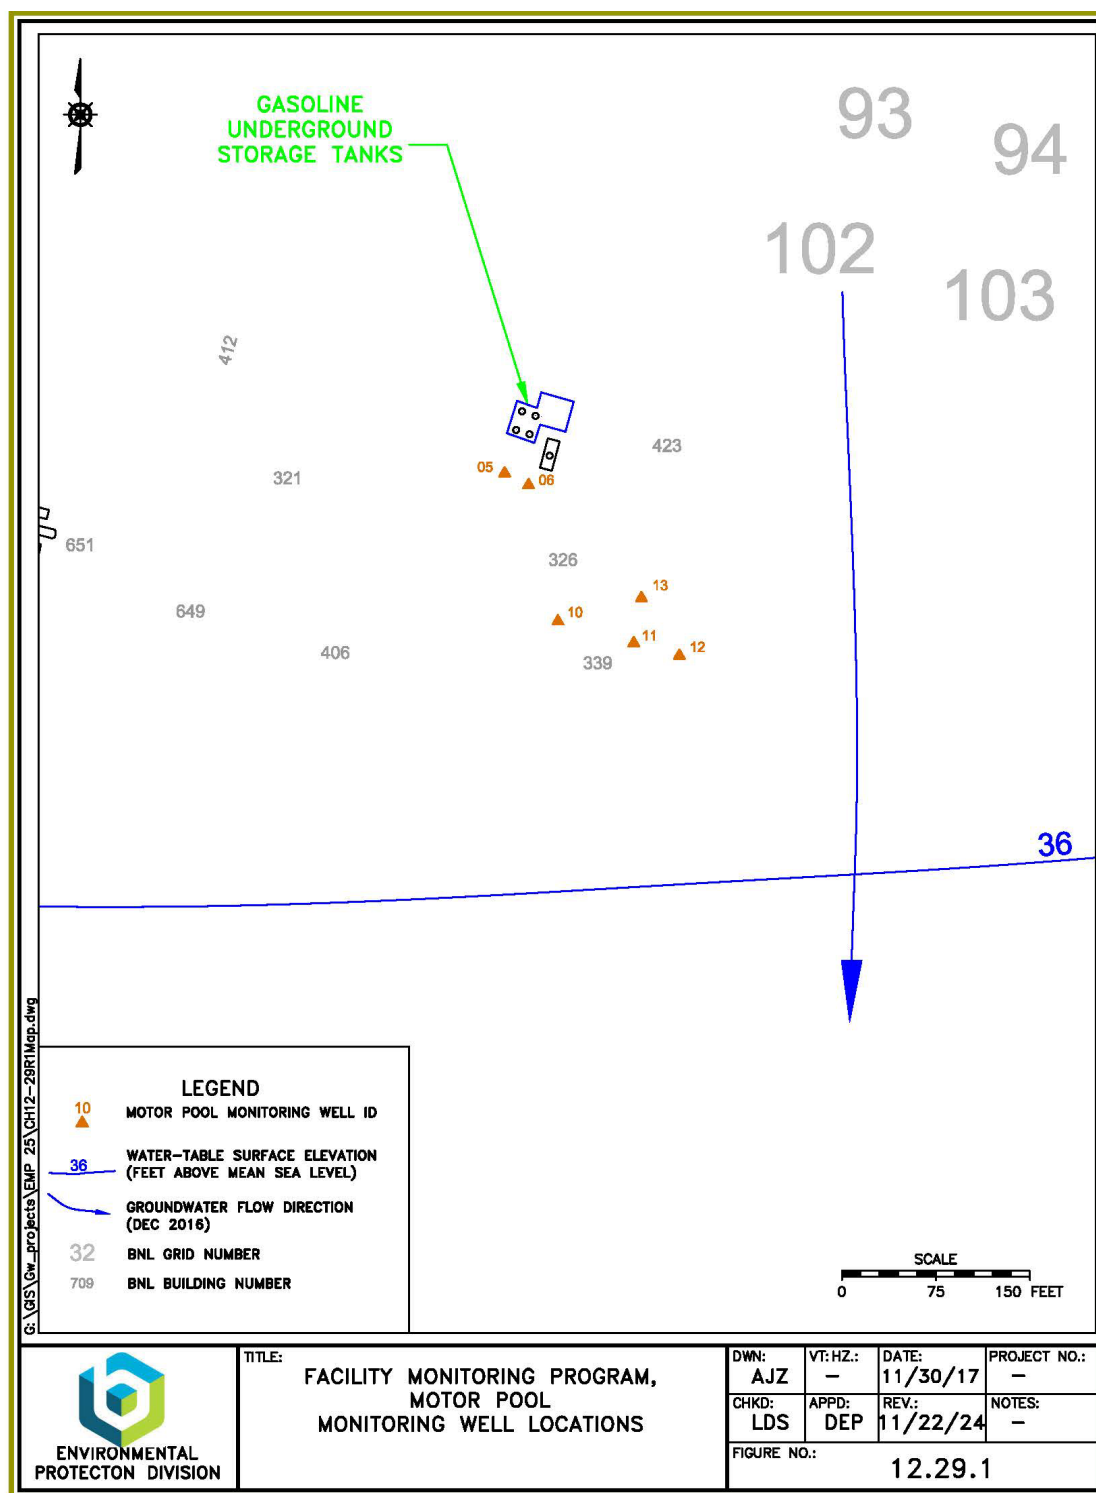 GASOLINE
UNDERGROUND
STORAGE TANKS
93
94
102
103
412
423
321
05
06
651
326
13
649
10
406
11
12
339
36
G:\GIS\Gw_projects\EMP 25\CH12-29R1Map.dwg
LEGEND
10
MOTOR POOL MONITORING WELL ID
36
WATER-TABLE SURFACE ELEVATION
(FEET ABOVE MEAN SEA LEVEL)
GROUNDWATER FLOW DIRECTION
(DEC 2016)
32 BNL GRID NUMBER
709 BNL BUILDING NUMBER
SCALE
0 75 150 FEET
ENVIRONMENTAL
PROTECTON DIVISION
TITLE:
FACILITY MONITORING PROGRAM,
MOTOR POOL
MONITORING WELL LOCATIONS
DWN:
AJZ
VT: HZ.:
–
DATE:
11/30/17
PROJECT NO.:
–
CHKD:
LDS
APPD:
DEP
REV.:
11/22/24
NOTES:
–
FIGURE NO.:
12.29.1